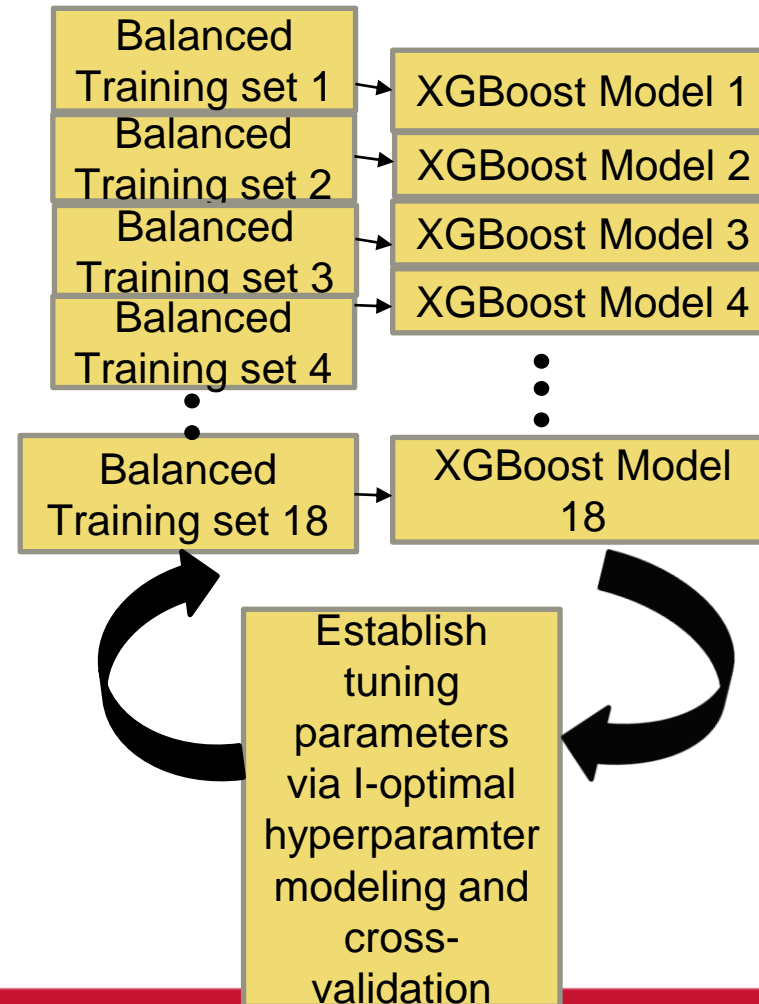 Balanced
Training set 1
XGBoost Model 1
Balanced
Training set 2
XGBoost Model 2
Balanced
Training set 3
XGBoost Model 3
Balanced
Training set 4
XGBoost Model 4
Balanced
Training set 18
XGBoost Model
18
Establish
tuning
parameters
via I-optimal
hyperparamter
modeling and
cross-
validation